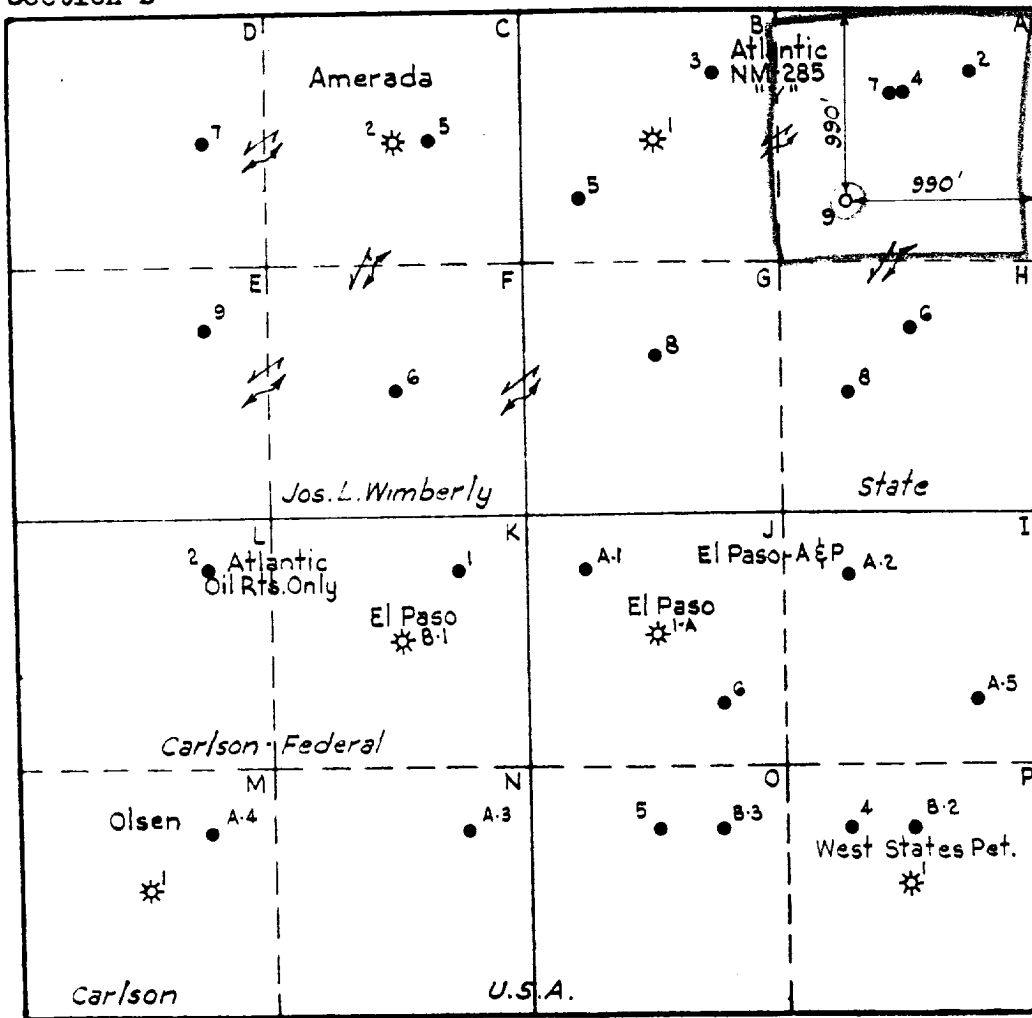 Section
D C B A
Amerada
3 Atlantic
NM-285
"Y"
7 4 2
990'
7 2 5 1
5
990'
9
E F G H
9 8 6
6 8
Jos. L. Wimberly State
L K J I
2 Atlantic 1 A-1 El Paso-A&P A-2
Oil Rts. Only
El Paso El Paso
B-1 1-A
6 A-5
Carlson-Federal
M N O P
Olsen A-4 A-3 5 B-3 4 B-2
West States Pet.
1 1
Carlson U.S.A.